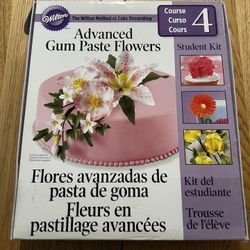 Wilton
The Wilton Method of Cake Decorating
Course
Curso
Cours
4
Advanced
Gum Paste Flowers
Student Kit
Flores avanzadas de
pasta de goma
Fleurs en
pastillage avancées
Kit del
estudiante
Trousse
de l'élève